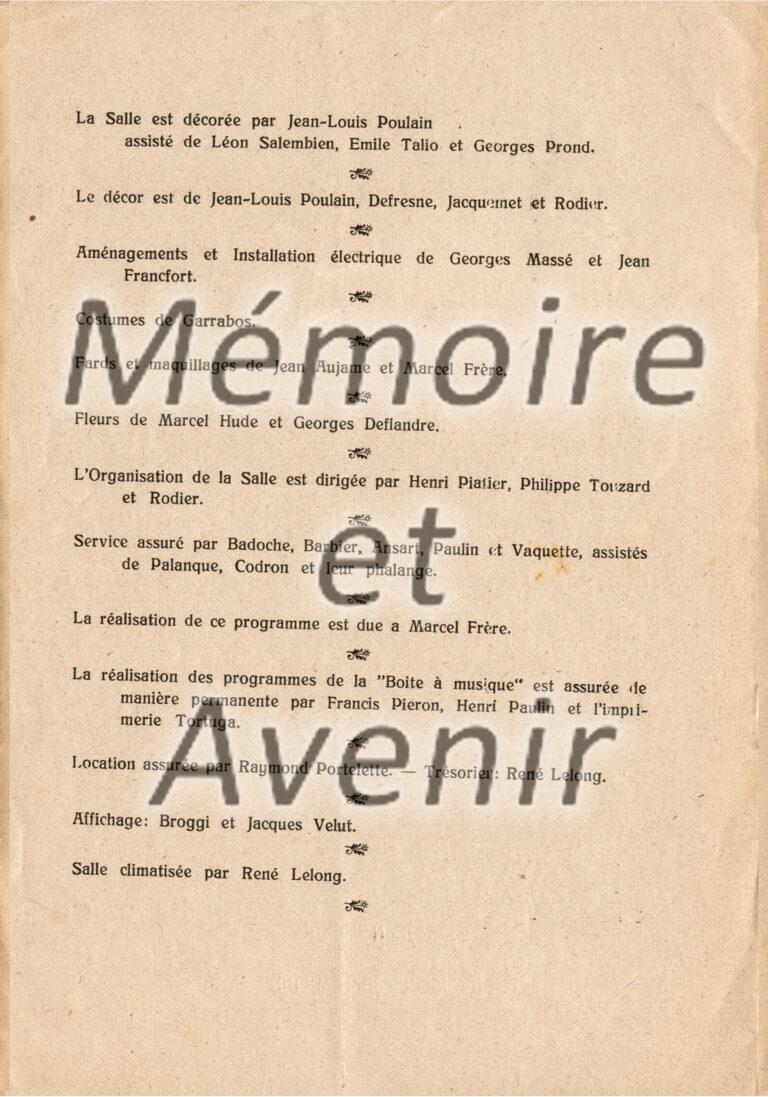 La Salle est décorée par Jean-Louis Poulain
assisté de Léon Salembien, Emile Talio et Georges Prond.
Le décor est de Jean-Louis Poulain, Defresne, Jacquemet et Rodier.
Aménagements et Installation électrique de Georges Massé et Jean
Francfort.
Costumes de Garrabos.
Fards et maquillages de Jean Aujame et Marcel Frère.
Fleurs de Marcel Hude et Georges Deflandre.
L'Organisation de la Salle est dirigée par Henri Piatier, Philippe Touzard
et Rodier.
Service assuré par Badoche, Barbier, Ansart, Paulin et Vaquette, assistés
de Palanque, Codron et leur phalange.
La réalisation de ce programme est due a Marcel Frère.
La réalisation des programmes de la "Boite à musique" est assurée de
manière permanente par Francis Pieron, Henri Paulin et l'impri-
merie Tortuga.
Location assurée par Raymond Portelette. — Trésorier: René Lelong.
Affichage: Broggi et Jacques Velut.
Salle climatisée par René Lelong.
Mémoire
et
Avenir